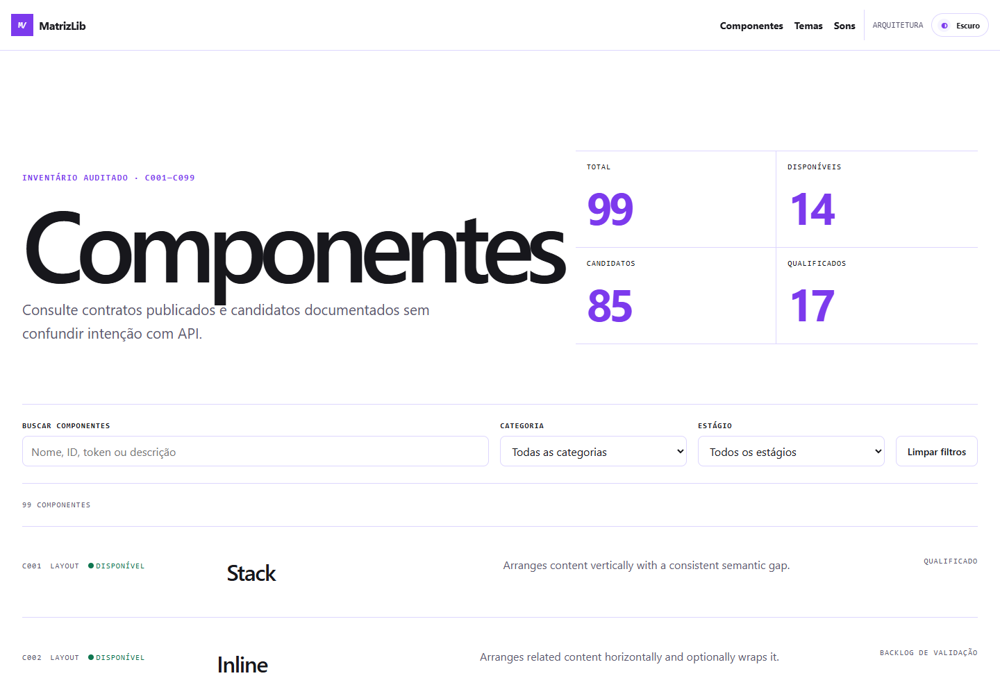 MV MatrizLib
Componentes Temas Sons ARQUITETURA Escuro
INVENTÁRIO AUDITADO · C001—C099
Componentes
Consulte contratos publicados e candidatos documentados sem
confundir intenção com API.
TOTAL
99
DISPONÍVEIS
14
CANDIDATOS
85
QUALIFICADOS
17
BUSCAR COMPONENTES
Nome, ID, token ou descrição
CATEGORIA
Todas as categorias
ESTÁGIO
Todos os estágios
Limpar filtros
99 COMPONENTES
C001 LAYOUT DISPONÍVEL Stack Arranges content vertically with a consistent semantic gap. QUALIFICADO
C002 LAYOUT DISPONÍVEL Inline Arranges related content horizontally and optionally wraps it. BACKLOG DE VALIDAÇÃO